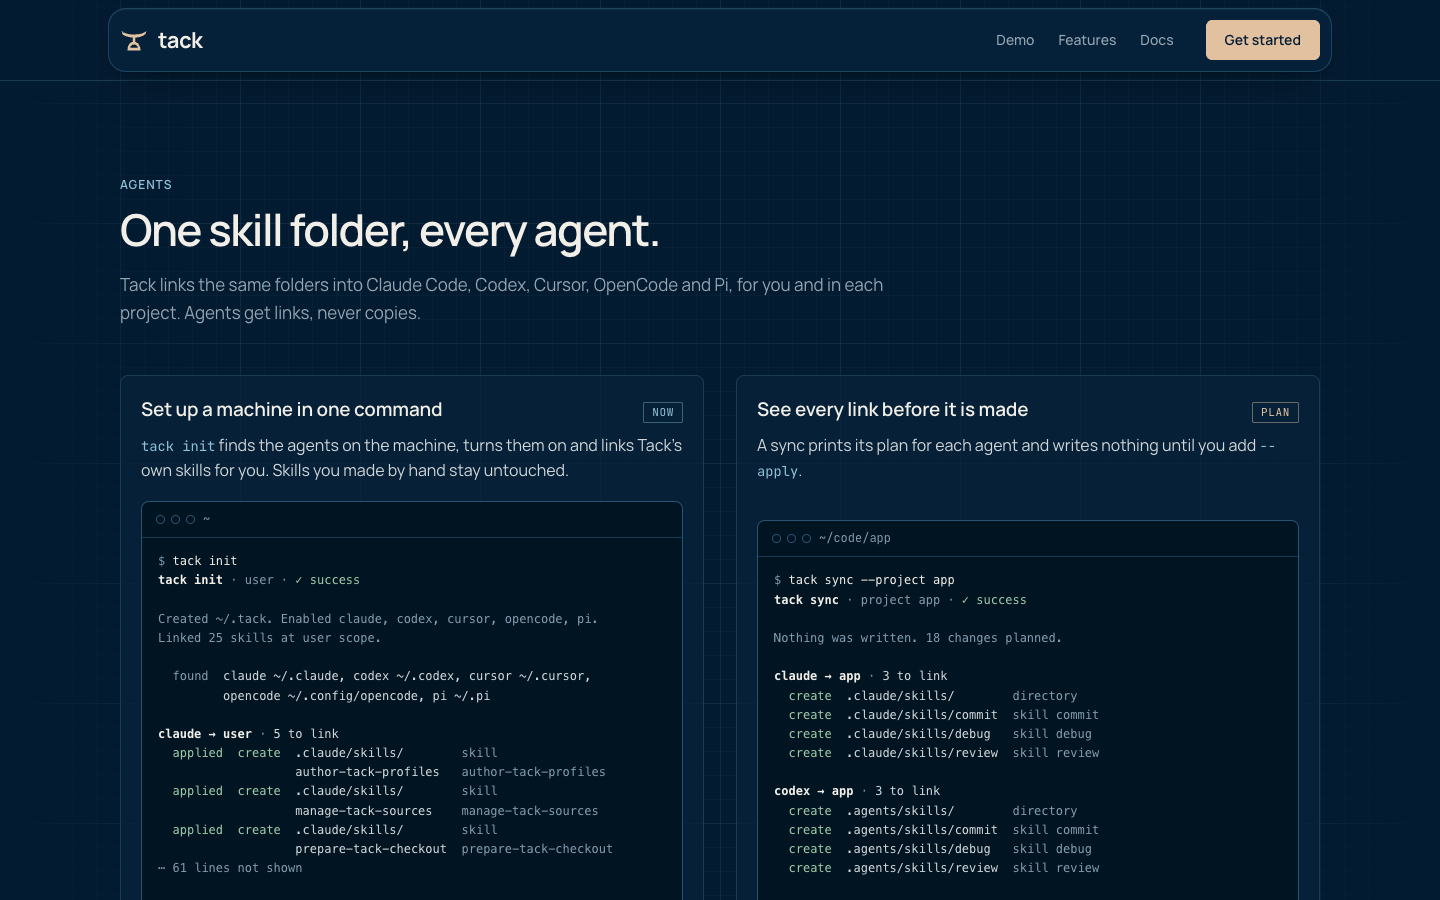 tack
Demo
Features
Docs
Get started
AGENTS
One skill folder, every agent.
Tack links the same folders into Claude Code, Codex, Cursor, OpenCode and Pi, for you and in each
project. Agents get links, never copies.
Set up a machine in one command
NOW
tack init finds the agents on the machine, turns them on and links Tack's
own skills for you. Skills you made by hand stay untouched.
~
$ tack init
tack init · user · ✓ success
Created ~/.tack. Enabled claude, codex, cursor, opencode, pi.
Linked 25 skills at user scope.
found claude ~/.claude, codex ~/.codex, cursor ~/.cursor,
opencode ~/.config/opencode, pi ~/.pi
claude → user · 5 to link
applied create .claude/skills/ skill
author-tack-profiles author-tack-profiles
applied create .claude/skills/ skill
manage-tack-sources manage-tack-sources
applied create .claude/skills/ skill
prepare-tack-checkout prepare-tack-checkout
⋯ 61 lines not shown
See every link before it is made
PLAN
A sync prints its plan for each agent and writes nothing until you add --
apply.
~/code/app
$ tack sync --project app
tack sync · project app · ✓ success
Nothing was written. 18 changes planned.
claude → app · 3 to link
create .claude/skills/ directory
create .claude/skills/commit skill commit
create .claude/skills/debug skill debug
create .claude/skills/review skill review
codex → app · 3 to link
create .agents/skills/ directory
create .agents/skills/commit skill commit
create .agents/skills/debug skill debug
create .agents/skills/review skill review